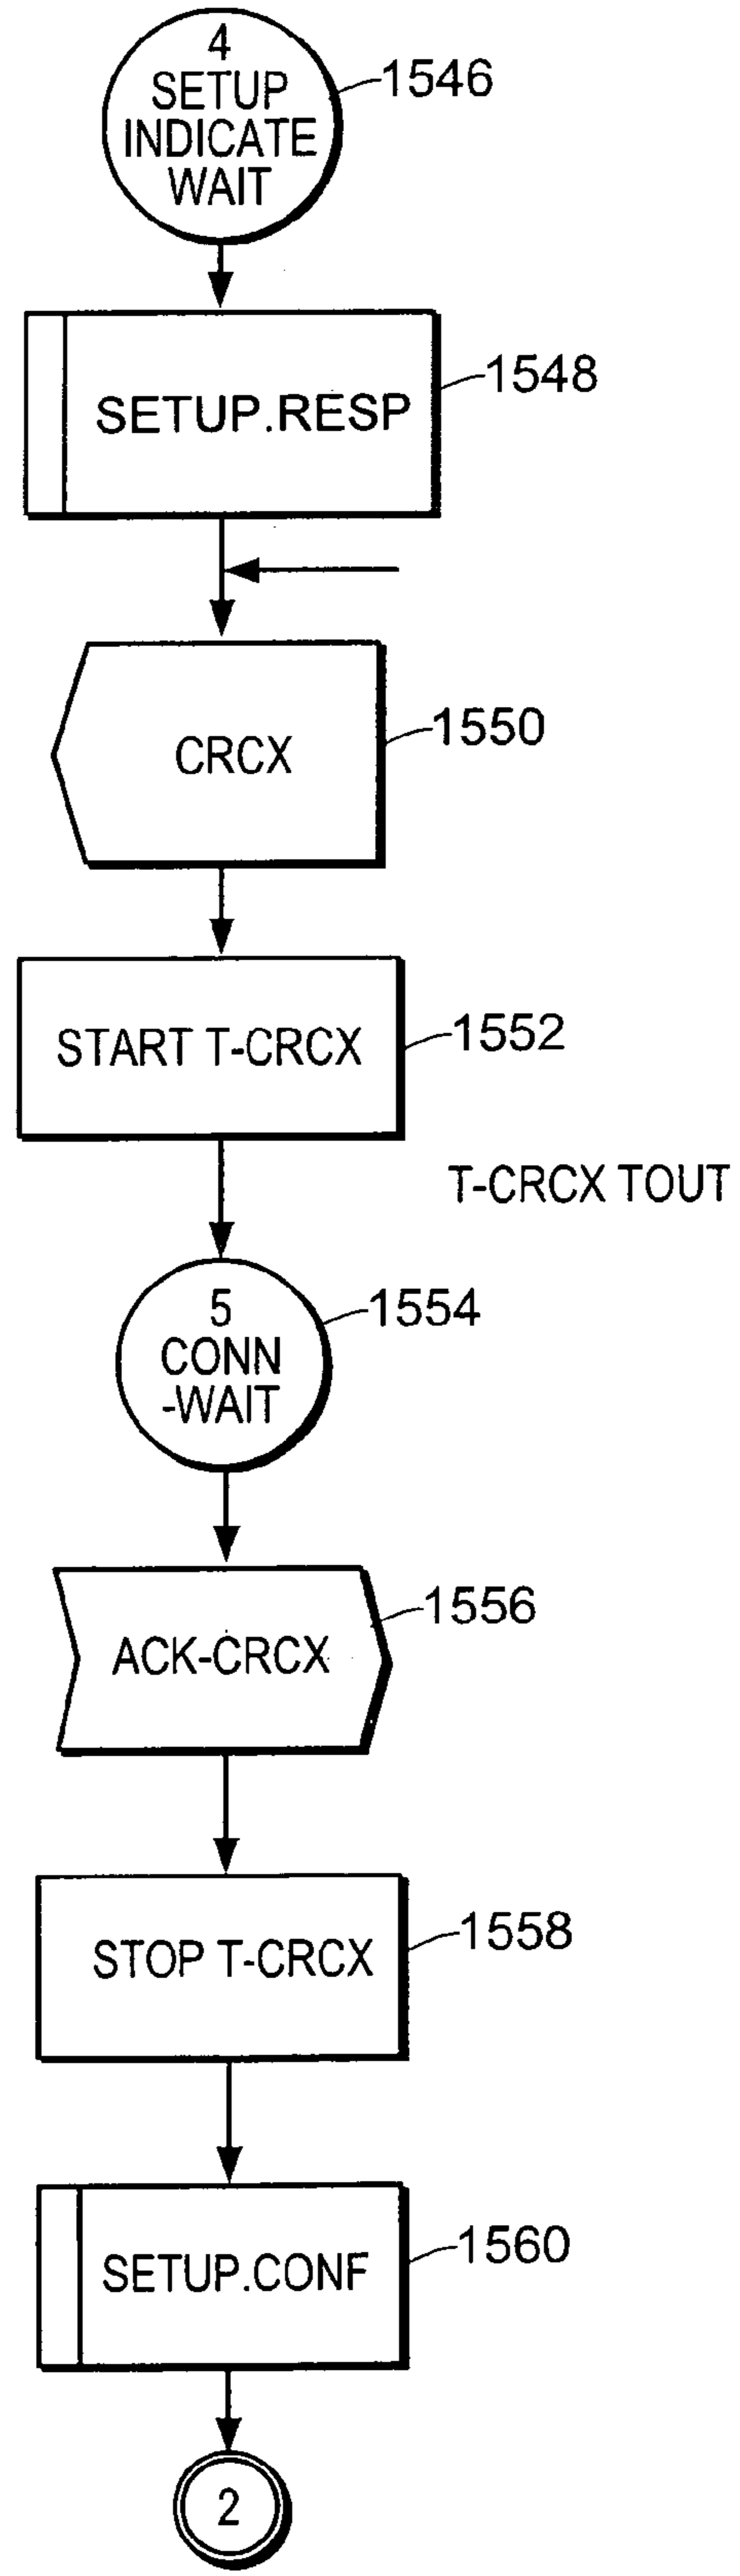 4
SETUP
INDICATE
WAIT
1546
SETUP.RESP
1548
CRCX
1550
START T-CRCX
1552
T-CRCX TOUT
5
CONN
-WAIT
1554
ACK-CRCX
1556
STOP T-CRCX
1558
SETUP.CONF
1560
2